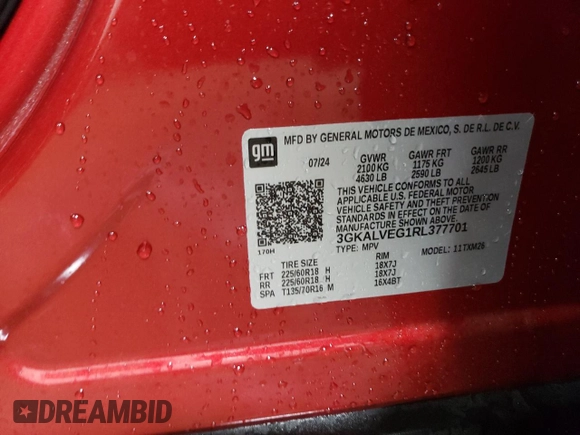 gm
MFD BY GENERAL MOTORS DE MEXICO, S. DE R.L. DE C.V.
07/24 GVWR GAWR FRT GAWR RR
2100 KG 1175 KG 1200 KG
4630 LB 2590 LB 2645 LB
THIS VEHICLE CONFORMS TO ALL
APPLICABLE U.S. FEDERAL MOTOR
VEHICLE SAFETY AND THEFT PREVENTION
STANDARDS IN EFFECT ON THE DATE OF
MANUFACTURE SHOWN ABOVE.
3GKALVEG1RL377701
170H TYPE: MPV MODEL: 11TXM26
TIRE SIZE RIM
FRT 225/60R18 H 18X7J
RR 225/60R18 H 18X7J
SPA T135/70R16 M 16X4BT
DREAMBID